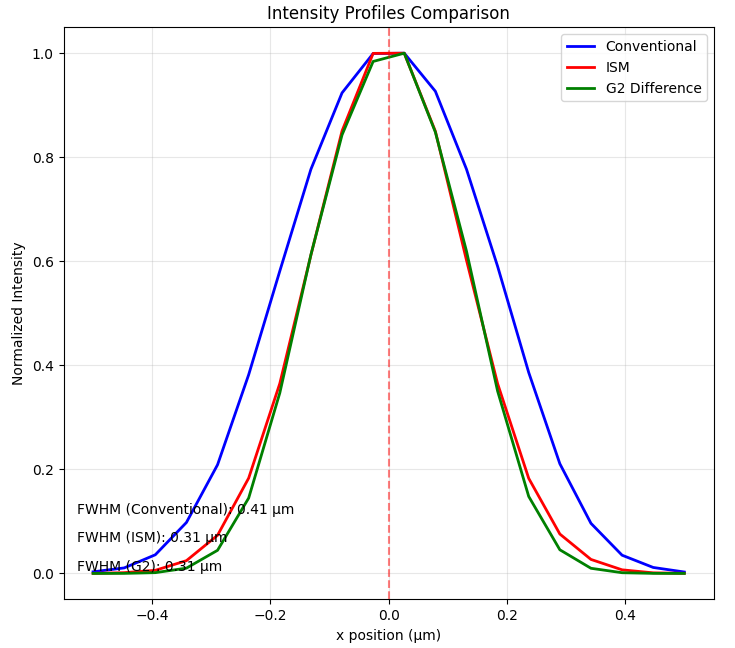 Intensity Profiles Comparison
Conventional
ISM
G2 Difference
Normalized Intensity
1.0
0.8
0.6
0.4
0.2
0.0
FWHM (Conventional): 0.41 μm
FWHM (ISM): 0.31 μm
FWHM (G2): 0.31 μm
−0.4
−0.2
0.0
0.2
0.4
x position (μm)